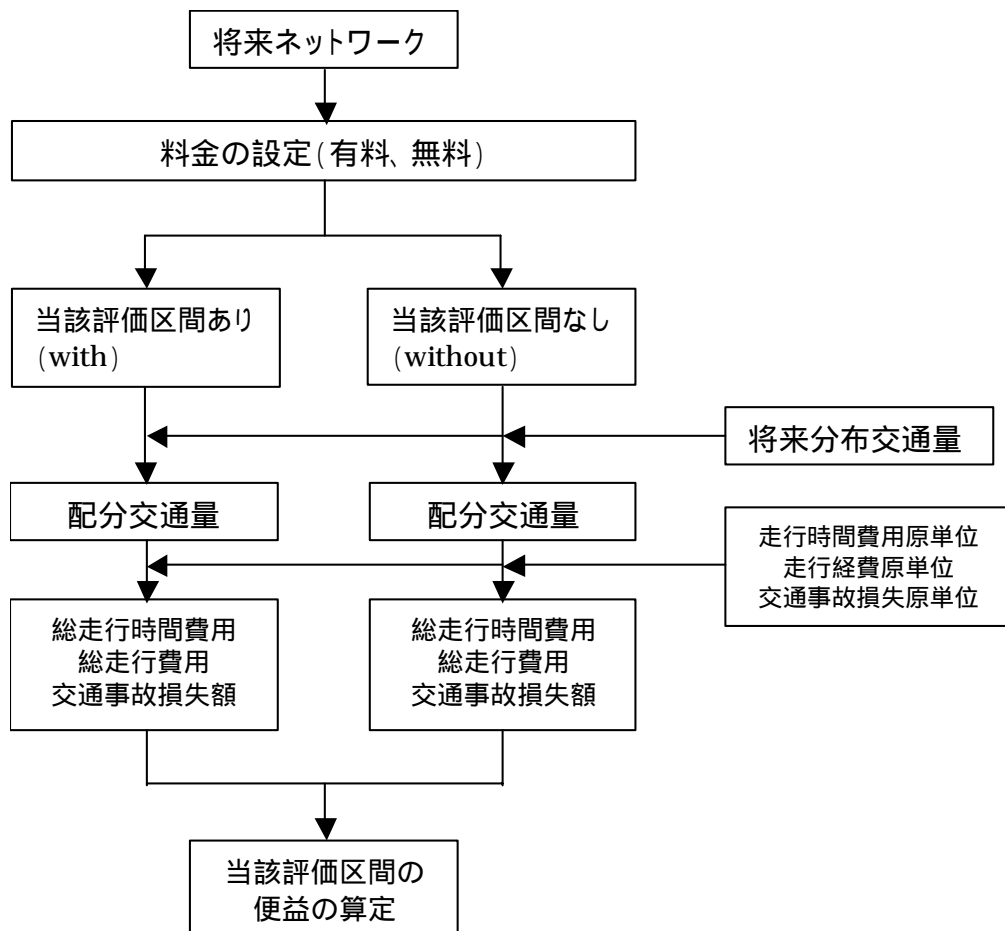 将来ネットワーク
料金の設定(有料、無料)
当該評価区間あり
(with)
当該評価区間なし
(without)
将来分布交通量
配分交通量
配分交通量
走行時間費用原単位
走行経費原単位
交通事故損失原単位
総走行時間費用
総走行費用
交通事故損失額
総走行時間費用
総走行費用
交通事故損失額
当該評価区間の
便益の算定